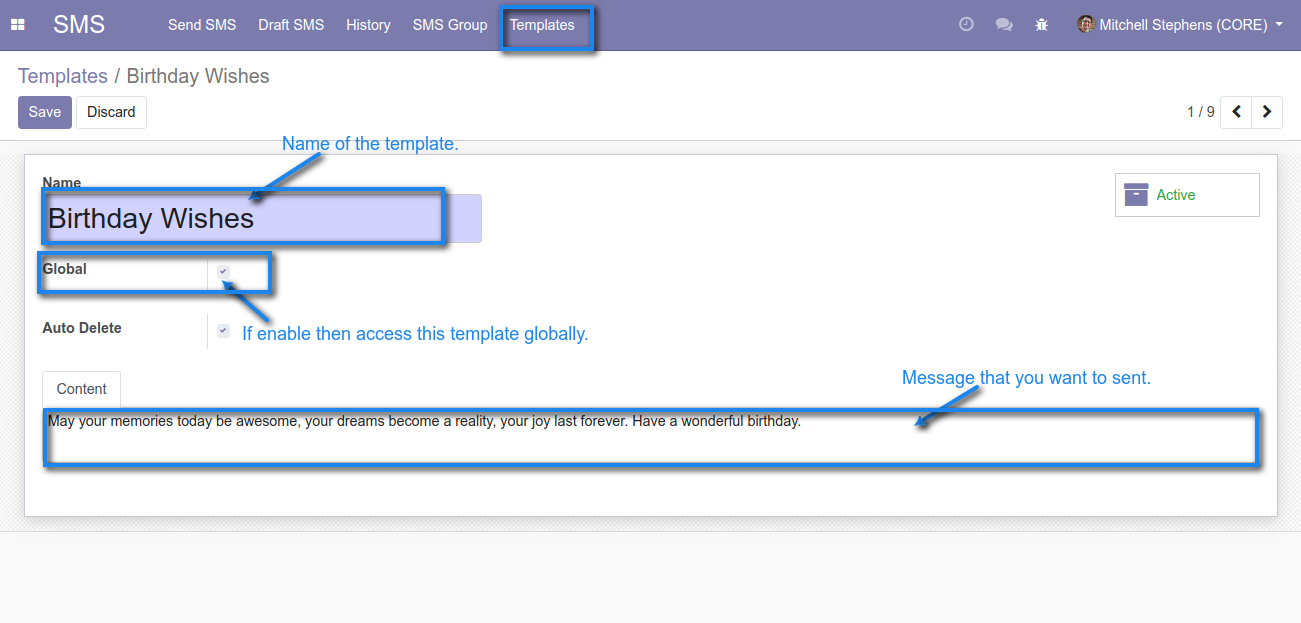 SMS Send SMS Draft SMS History SMS Group Templates Mitchell Stephens (CORE)
Templates / Birthday Wishes
Save Discard 1 / 9
Name of the template.
Name
Active
Birthday Wishes
Global
Auto Delete
If enable then access this template globally.
Message that you want to sent.
Content
May your memories today be awesome, your dreams become a reality, your joy last forever. Have a wonderful birthday.